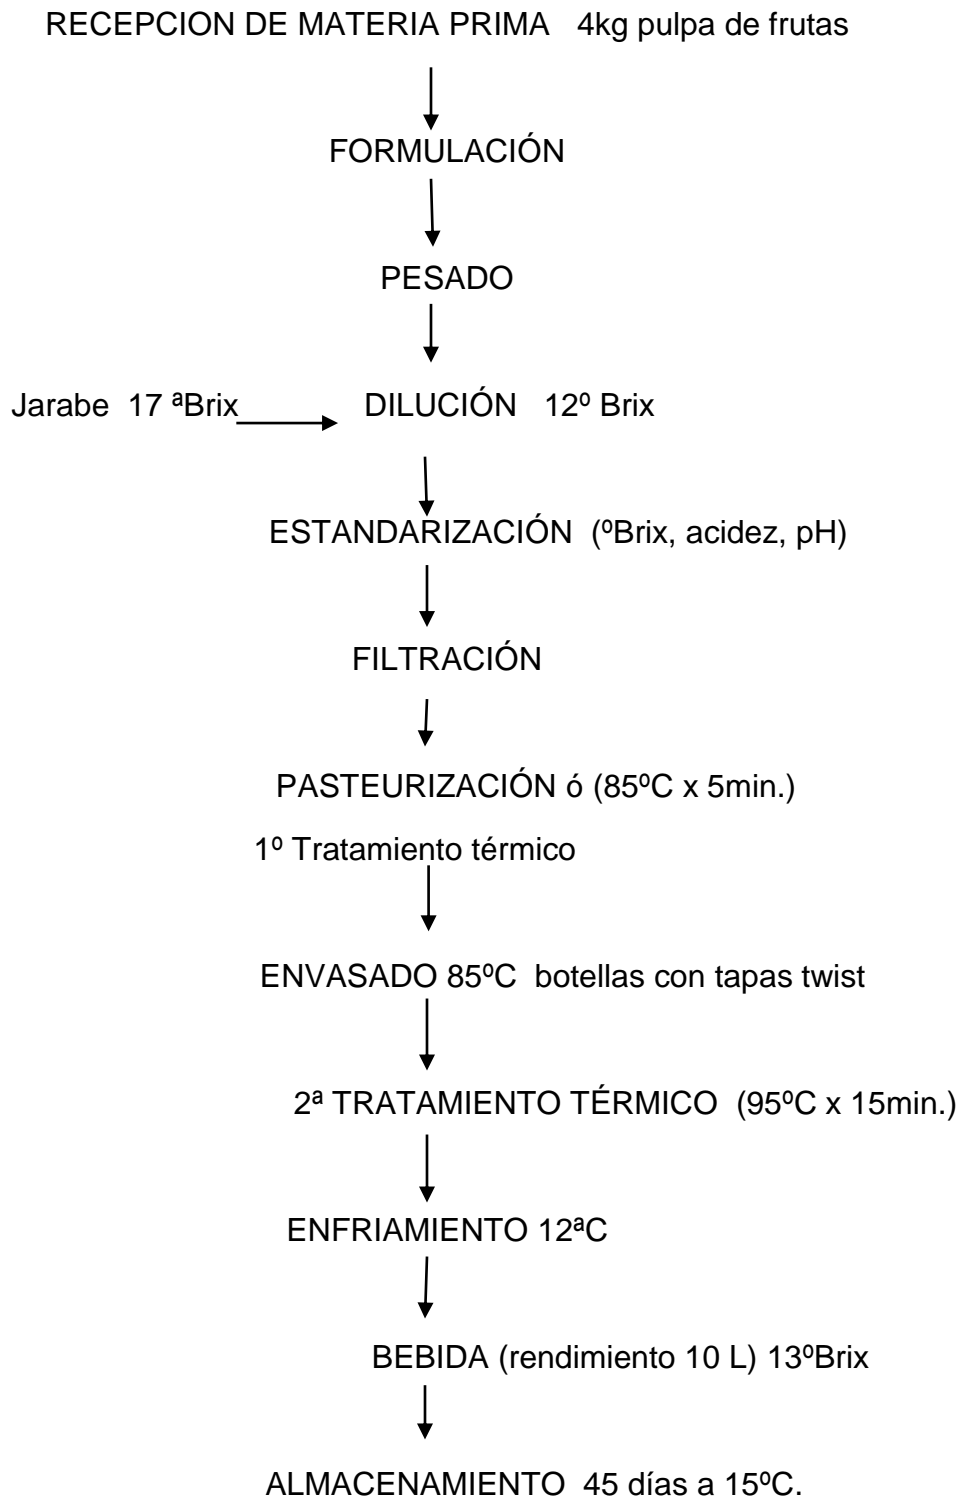 RECEPCION DE MATERIA PRIMA 4kg pulpa de frutas
FORMULACIÓN
PESADO
Jarabe 17 ªBrix DILUCIÓN 12º Brix
ESTANDARIZACIÓN (ºBrix, acidez, pH)
FILTRACIÓN
PASTEURIZACIÓN ó (85ºC x 5min.)
1º Tratamiento térmico
ENVASADO 85ºC botellas con tapas twist
2ª TRATAMIENTO TÉRMICO (95ºC x 15min.)
ENFRIAMIENTO 12ªC
BEBIDA (rendimiento 10 L) 13ºBrix
ALMACENAMIENTO 45 días a 15ºC.